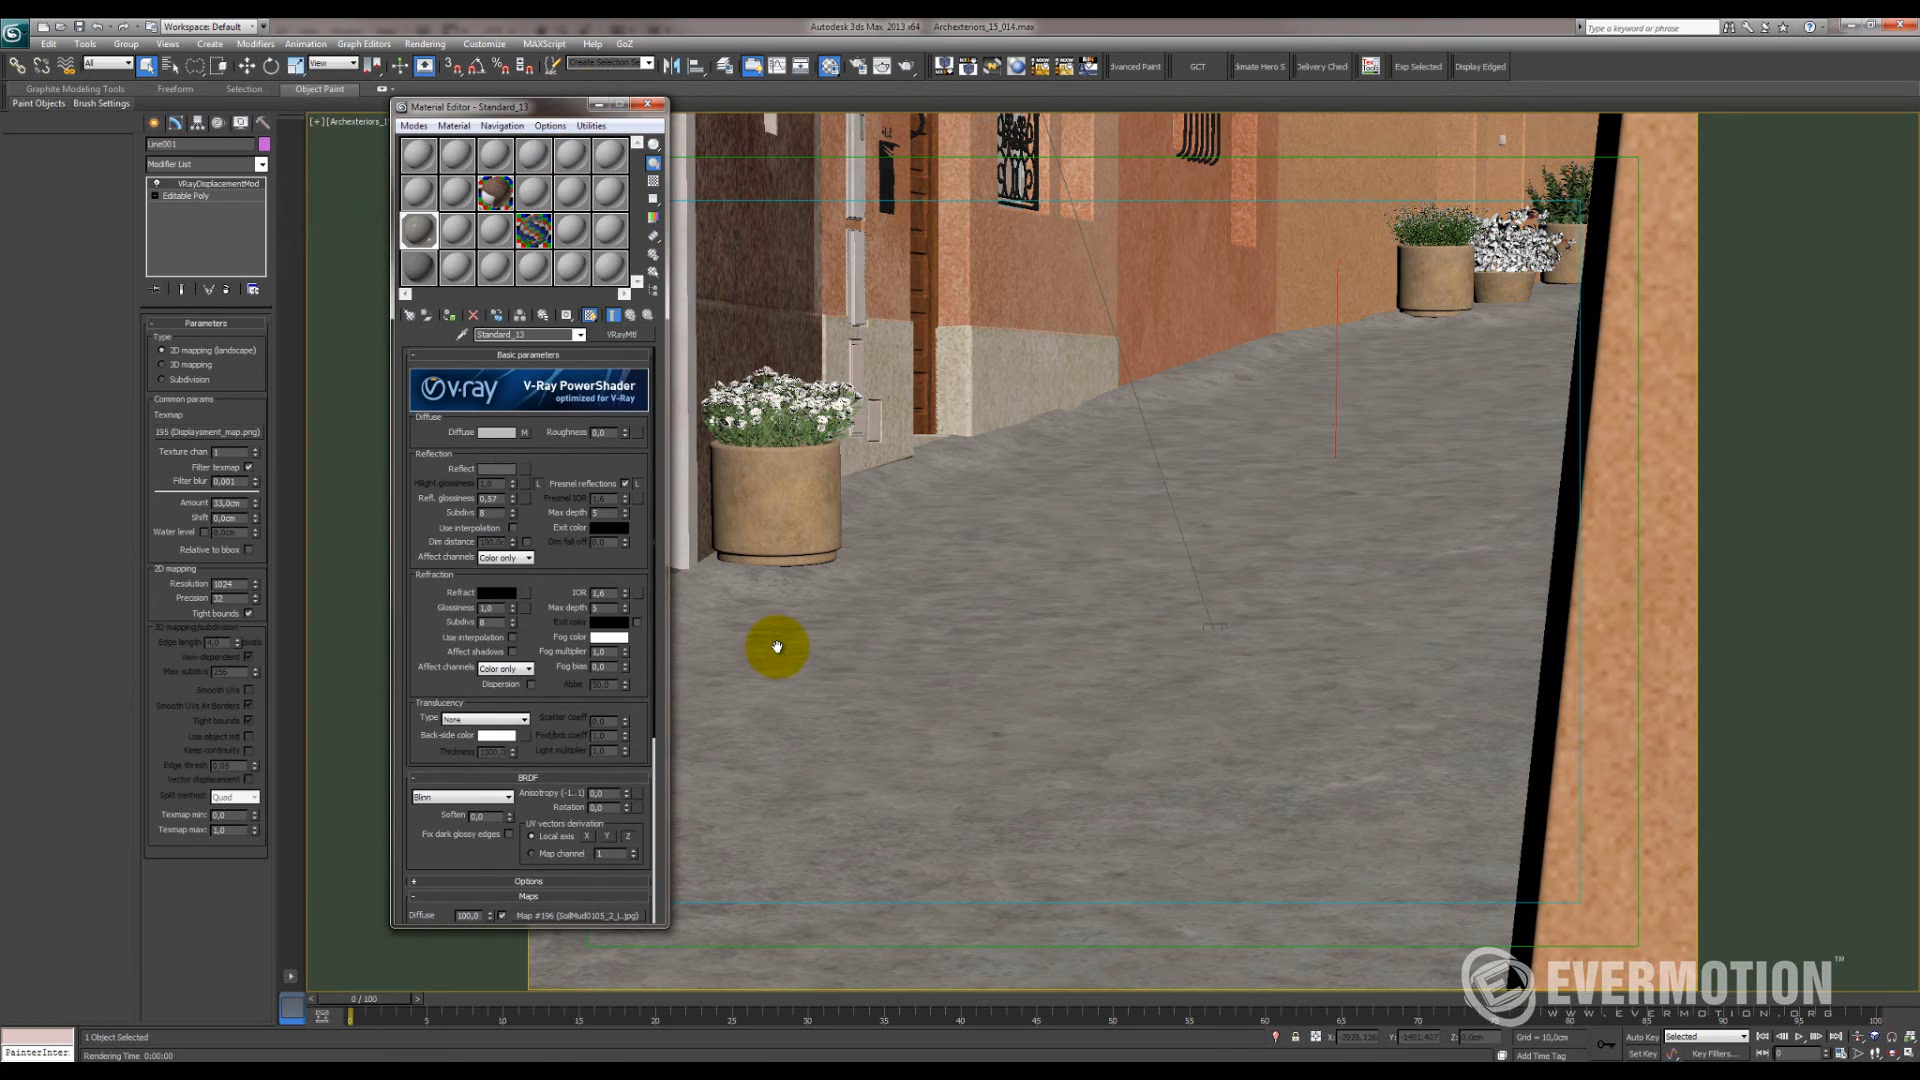 Workspace: Default
Autodesk 3ds Max 2013 x64 Archexteriors_15_014.max
Type a keyword or phrase
Edit Tools Group Views Create Modifiers Animation Graph Editors Rendering Customize MAXScript Help GoZ
All
View
Create Selection Se
dvanced Paint GCT limate Hero S Delivery Check Exp Selected Display Edged
Graphite Modeling Tools Freeform Selection Object Paint
Paint Objects Brush Settings
Line001
Modifier List
VRayDisplacementMod
Editable Poly
Parameters
Type
2D mapping (landscape)
3D mapping
Subdivision
Common params
Texmap
195 (Displaysment_map.png)
Texture chan 1
Filter texmap
Filter blur 0,001
Amount 33,0cm
Shift 0,0cm
Water level 0,0cm
Relative to bbox
2D mapping
Resolution 1024
Precision 32
Tight bounds
3D mapping/subdivision
Edge length 4,0 pixels
View-dependent
Max subdivs 256
Smooth UVs
Smooth UVs At Borders
Tight bounds
Use object mtl
Keep continuity
Edge thresh 0,05
Vector displacement
Split method: Quad
Texmap min: 0,0
Texmap max: 1,0
Material Editor - Standard_13
Modes Material Navigation Options Utilities
Standard_13 VRayMtl
Basic parameters
v·ray V-Ray PowerShader
optimized for V-Ray
Diffuse
Diffuse M Roughness 0,0
Reflection
Reflect
Hilight glossiness 1,0 L Fresnel reflections L
Refl. glossiness 0,57 Fresnel IOR 1,6
Subdivs 8 Max depth 5
Use interpolation Exit color
Dim distance 100,0c Dim fall off 0,0
Affect channels Color only
Refraction
Refract IOR 1,6
Glossiness 1,0 Max depth 5
Subdivs 8 Exit color
Use interpolation Fog color
Affect shadows Fog multiplier 1,0
Affect channels Color only Fog bias 0,0
Dispersion Abbe 50,0
Translucency
Type None Scatter coeff 0,0
Back-side color Fwd/bck coeff 1,0
Thickness 1000,0 Light multiplier 1,0
BRDF
Blinn Anisotropy (-1..1) 0,0
Rotation 0,0
Soften 0,0
UV vectors derivation
Fix dark glossy edges Local axis X Y Z
Map channel 1
Options
Maps
Diffuse 100,0 Map #196 (SoilMud0105_2_L.jpg)
EVERMOTION™
WWW.EVERMOTION.ORG
0 / 100
5 10 15 20 25 30 35 40 45 50 55 60 65 70 75 80 85 90 95 100
1 Object Selected
X: Y: Z: 0,0cm Grid = 10,0cm Auto Key Selected
PainterInter.
Rendering Time 0:00:00
Add Time Tag Set Key Key Filters... 0